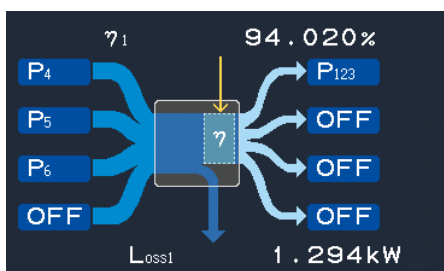 η1 94.020%
P4 P123
P5 OFF
η
P6 OFF
OFF OFF
Loss1 1.294kW